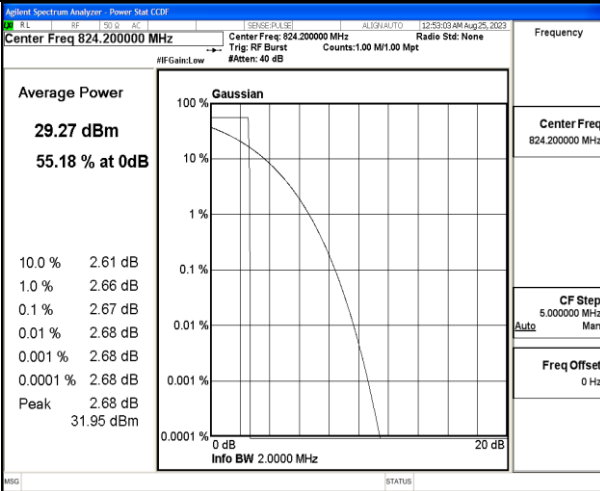 Agilent Spectrum Analyzer - Power Stat CCDF
RL RF 50 Ω AC SENSE:PULSE ALIGN AUTO 12:53:03 AM Aug 25, 2023
Center Freq 824.200000 MHz
Center Freq: 824.200000 MHz Radio Std: None
Trig: RF Burst Counts:1.00 M/1.00 Mpt
#IFGain:Low #Atten: 40 dB
Frequency
Average Power
29.27 dBm
55.18 % at 0dB
10.0 % 2.61 dB
1.0 % 2.66 dB
0.1 % 2.67 dB
0.01 % 2.68 dB
0.001 % 2.68 dB
0.0001 % 2.68 dB
Peak 2.68 dB
31.95 dBm
Gaussian
100 %
10 %
1 %
0.1 %
0.01 %
0.001 %
0.0001 %
0 dB 20 dB
Info BW 2.0000 MHz
Center Freq
824.200000 MHz
CF Step
5.000000 MHz
Auto Man
Freq Offset
0 Hz
MSG STATUS